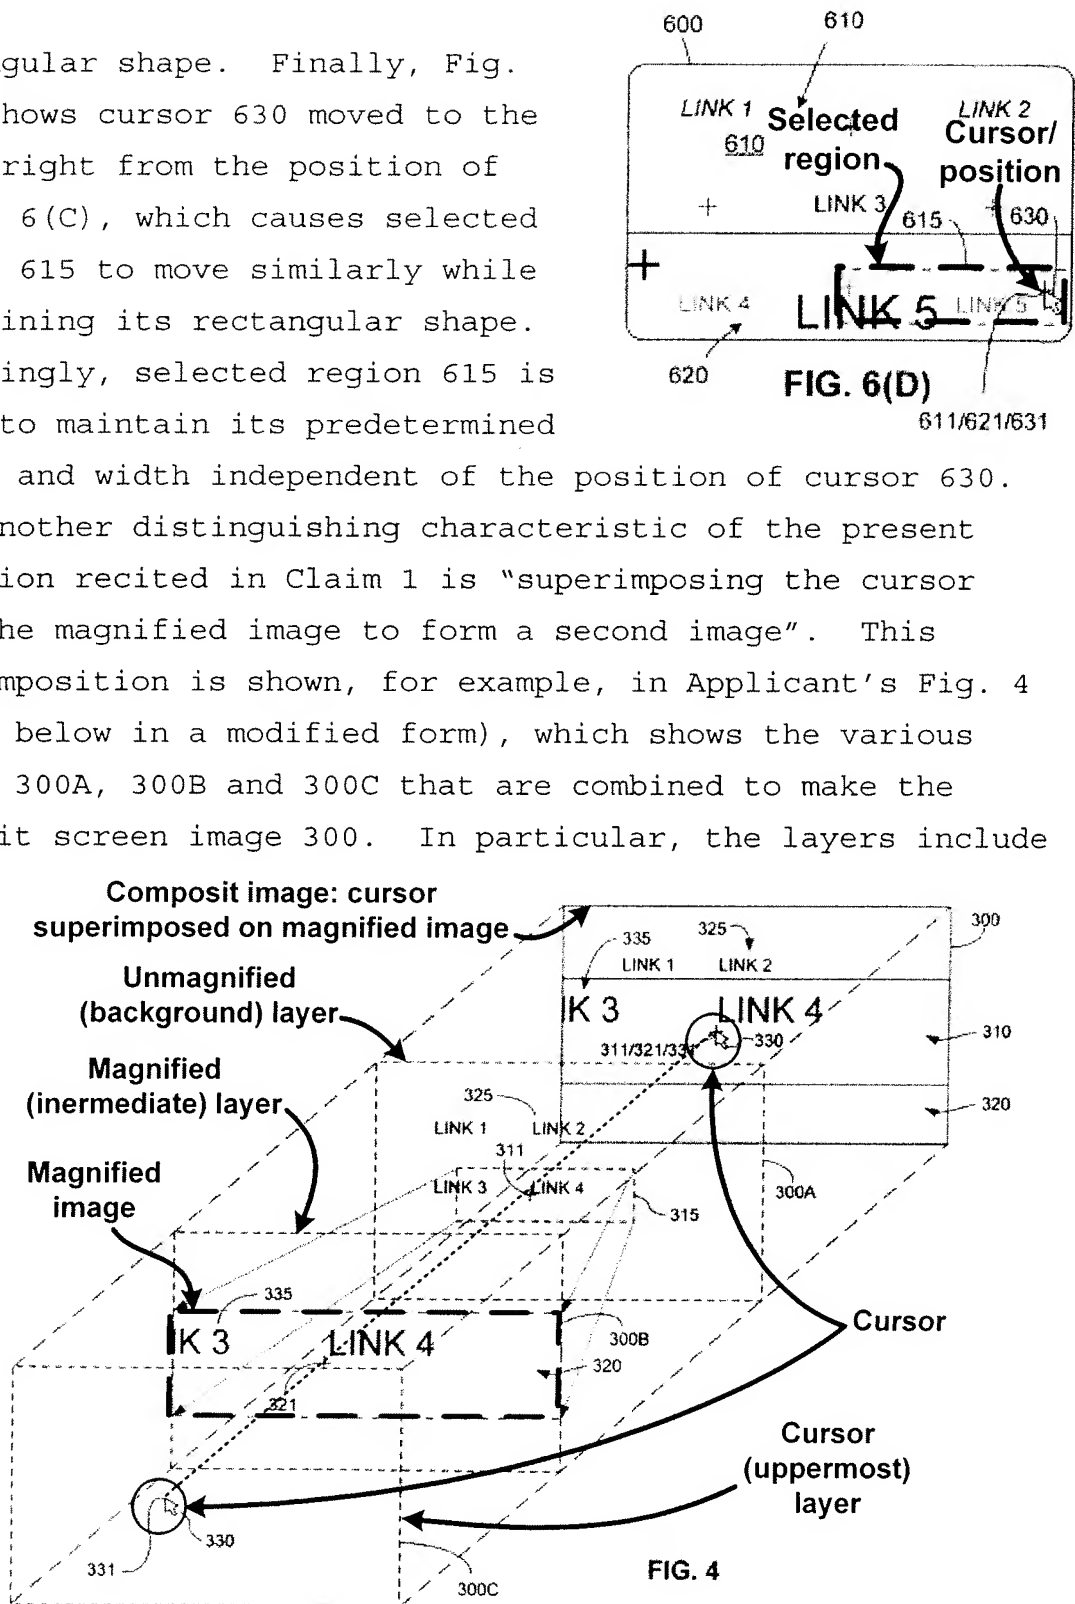 gular shape. Finally, Fig.
hows cursor 630 moved to the
right from the position of
6(C), which causes selected
615 to move similarly while
ining its rectangular shape.
ingly, selected region 615 is
to maintain its predetermined
and width independent of the position of cursor 630.
nother distinguishing characteristic of the present
ion recited in Claim 1 is “superimposing the cursor
he magnified image to form a second image”. This
mposition is shown, for example, in Applicant's Fig. 4
below in a modified form), which shows the various
300A, 300B and 300C that are combined to make the
it screen image 300. In particular, the layers include
600
610
LINK 1
LINK 2
Selected
region
610
Cursor/
position
LINK 3
615
630
LINK 4
LINK 5
LINK 5
620
FIG. 6(D)
611/621/631
Composit image: cursor
superimposed on magnified image
300
335
325
LINK 1
LINK 2
Unmagnified
(background) layer
IK 3
LINK 4
311/321/331
330
310
Magnified
(inermediate) layer
325
LINK 1
LINK 2
320
311
Magnified
image
LINK 3
LINK 4
300A
315
335
IK 3
LINK 4
300B
320
Cursor
321
Cursor
(uppermost)
layer
330
331
300C
FIG. 4